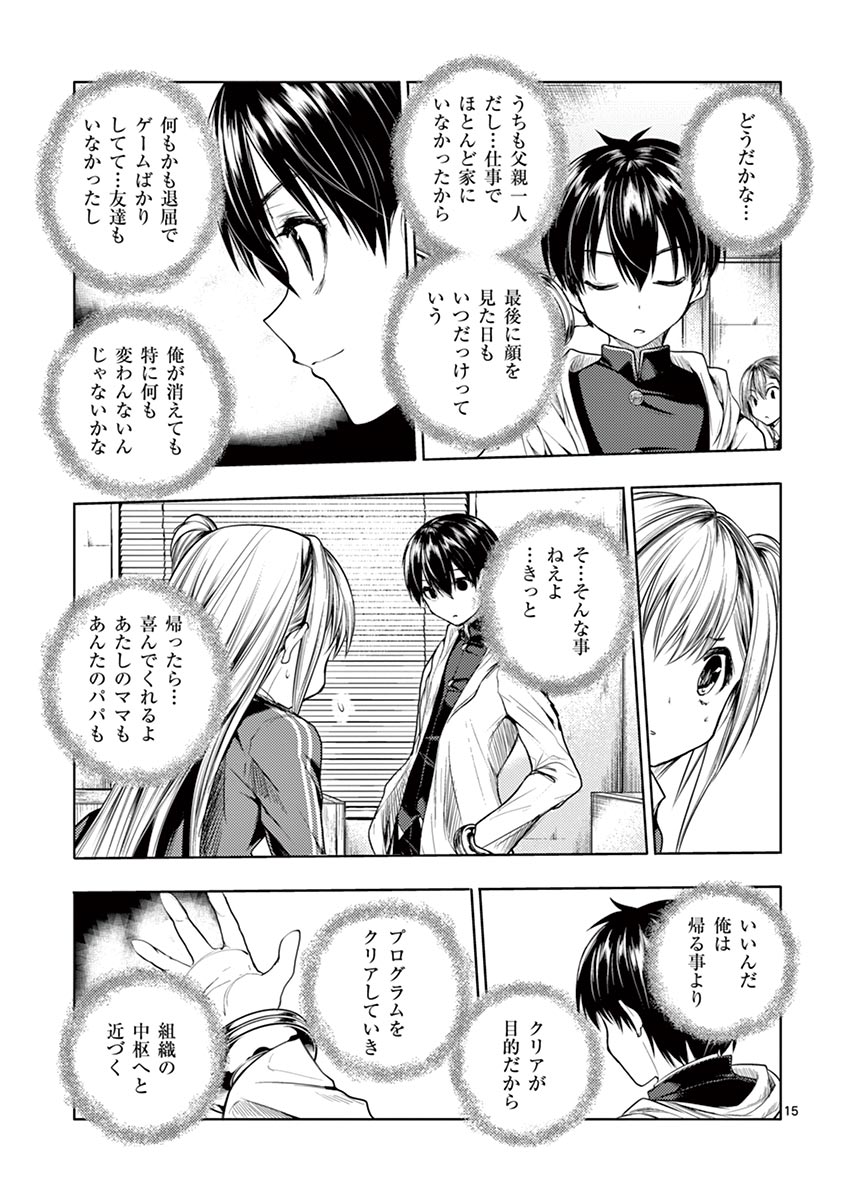 どうだかな…
うちも父親一人
だし…仕事で
ほとんど家に
いなかったから
最後に顔を
見た日も
いつだっけって
いう
何もかも退屈で
ゲームばかり
してて…友達も
いなかったし
俺が消えても
特に何も
変わんないん
じゃないかな
そ…そんな事
ねえよ
…きっと
帰ったら…
喜んでくれるよ
あたしのママも
あんたのパパも
いいんだ
俺は
帰る事より
クリアが
目的だから
プログラムを
クリアしていき
組織の
中枢へと
近づく
15